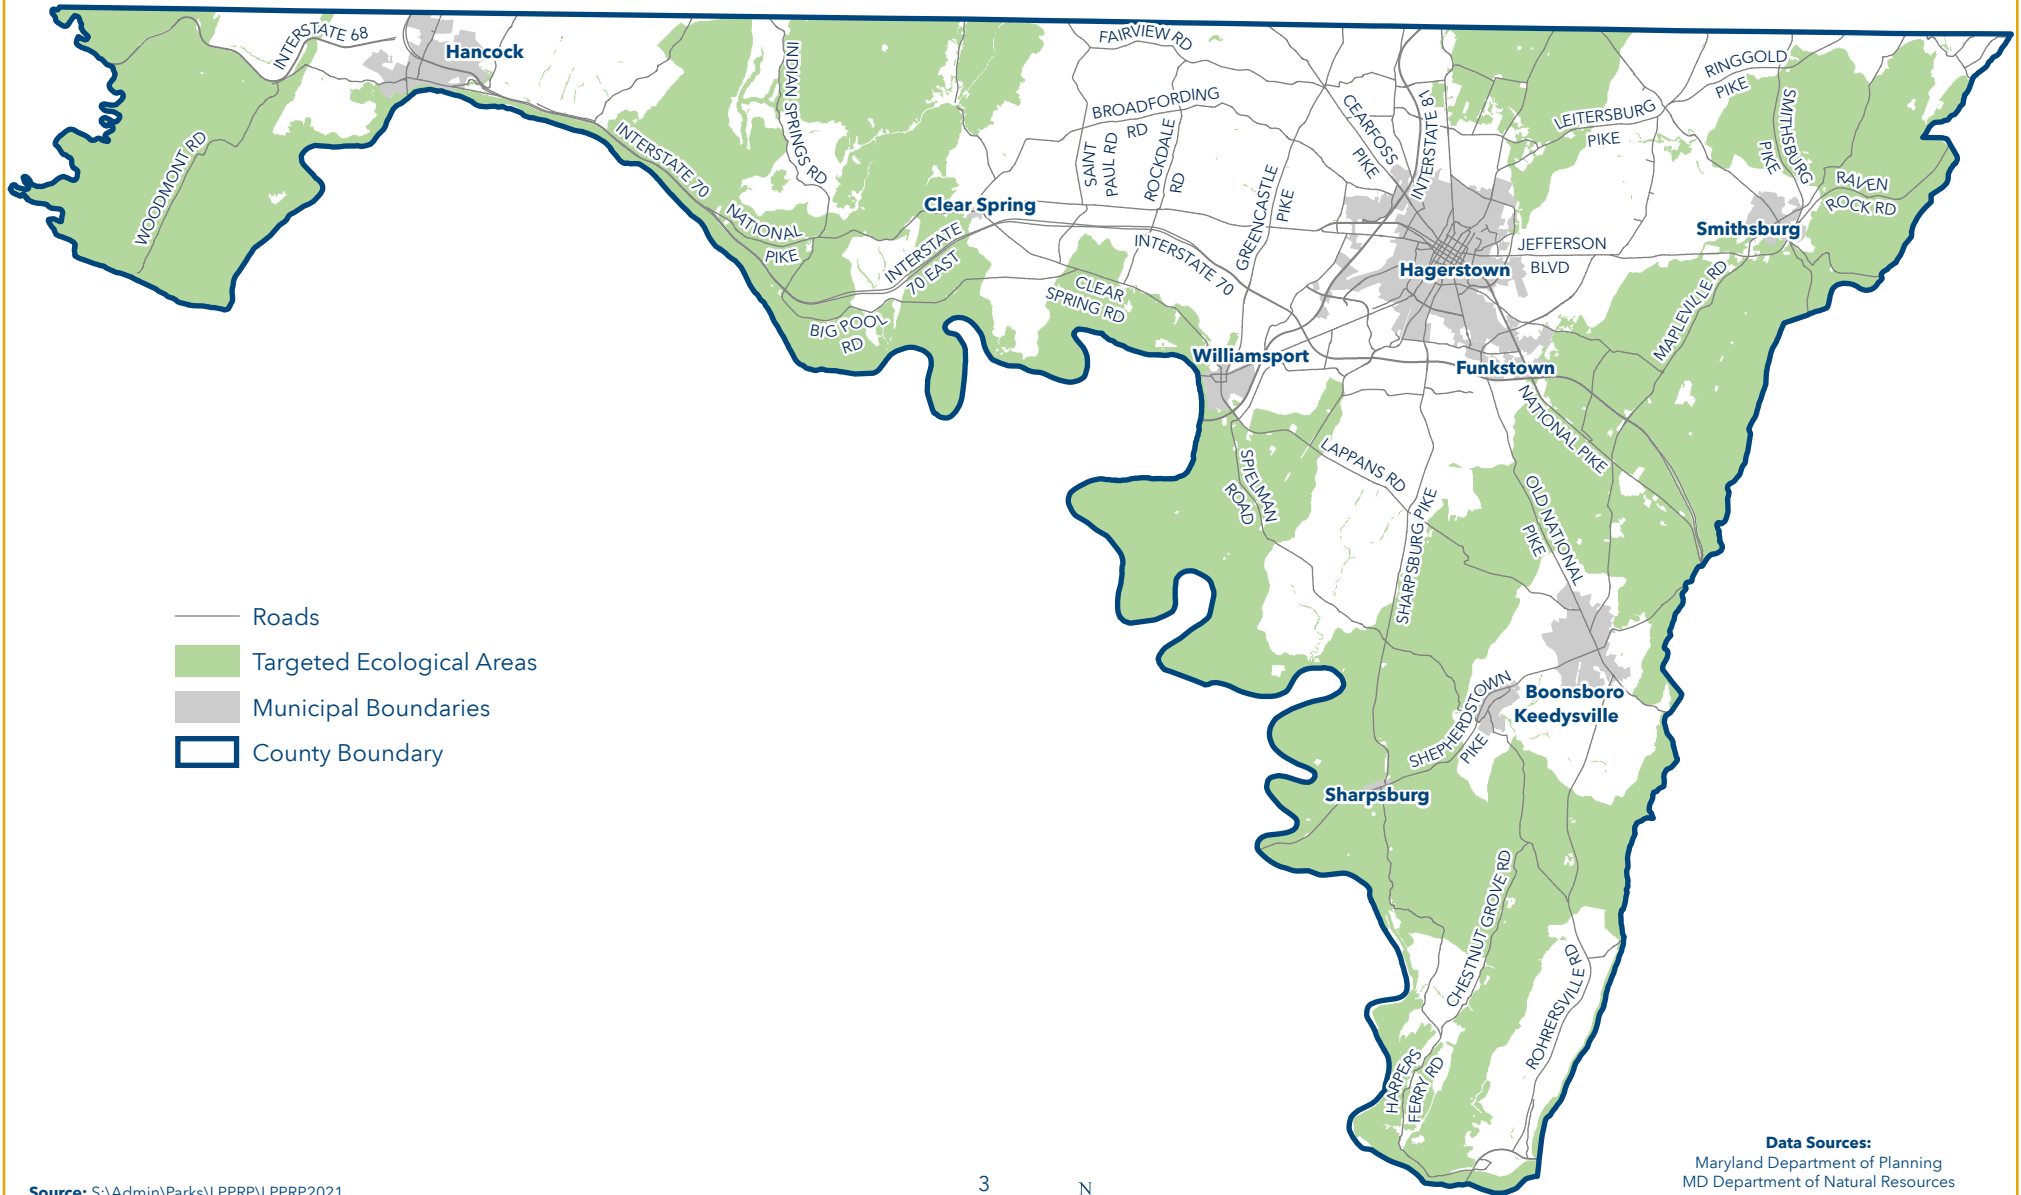 INTERSTATE 68
Hancock
WOODMONT RD
INDIAN SPRINGS RD
INTERSTATE 70
NATIONAL
PIKE
Clear Spring
INTERSTATE
70 EAST
BIG POOL
RD
FAIRVIEW RD
BROADFORDING
RD
SAINT
PAUL RD
ROCKDALE
RD
GREENCASTLE
PIKE
CEARFOSS
PIKE
INTERSTATE 81
INTERSTATE 70
CLEAR
SPRING RD
Williamsport
Hagerstown
JEFFERSON
BLVD
Funkstown
LEITERSBURG
PIKE
RINGGOLD
PIKE
SMITHSBURG
PIKE
RAVEN
ROCK RD
Smithsburg
MAPLEVILLE RD
NATIONAL PIKE
LAPPANS RD
SPIELMAN
ROAD
SHARPSBURG PIKE
OLD NATIONAL
PIKE
Boonsboro
Keedysville
SHEPHERDSTOWN
PIKE
Sharpsburg
CHESTNUT GROVE RD
ROHRERSVILLE RD
HARPERS
FERRY RD
Roads
Targeted Ecological Areas
Municipal Boundaries
County Boundary
Data Sources:
Maryland Department of Planning
MD Department of Natural Resources
Source: S:\Admin\Parks\LPPRP\LPPRP2021
3
N